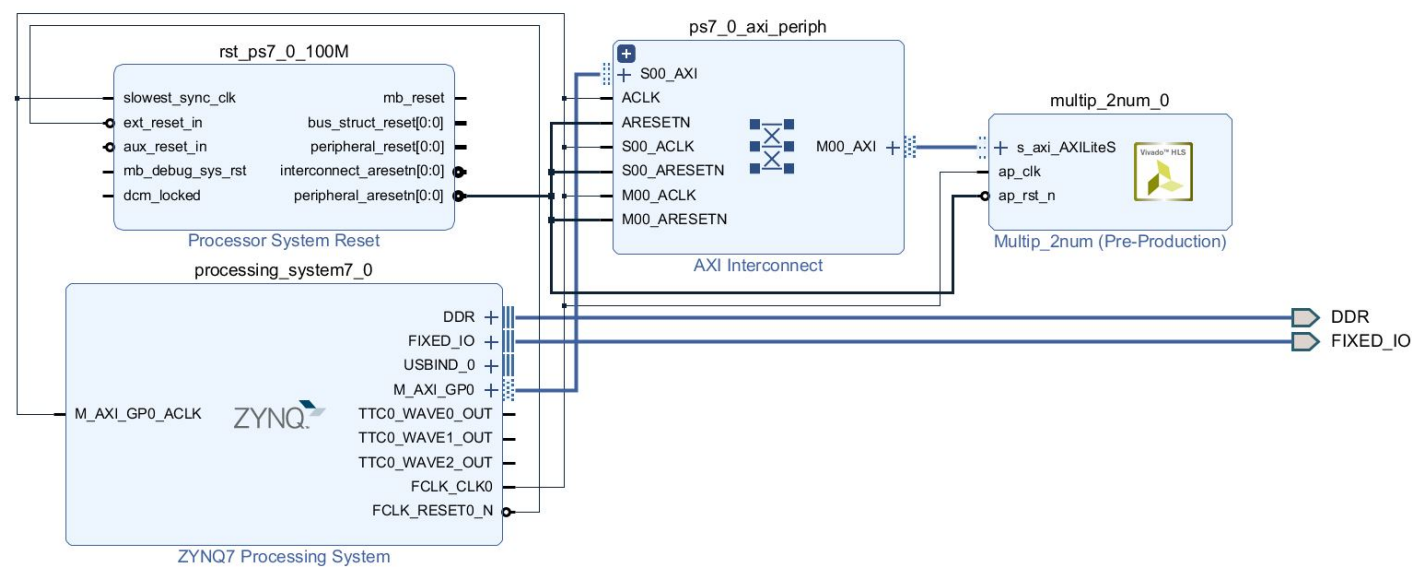 rst_ps7_0_100M
slowest_sync_clk
ext_reset_in
aux_reset_in
mb_debug_sys_rst
dcm_locked
mb_reset
bus_struct_reset[0:0]
peripheral_reset[0:0]
interconnect_aresetn[0:0]
peripheral_aresetn[0:0]
Processor System Reset
ps7_0_axi_periph
S00_AXI
ACLK
ARESETN
S00_ACLK
S00_ARESETN
M00_ACLK
M00_ARESETN
M00_AXI
AXI Interconnect
multip_2num_0
s_axi_AXILiteS
ap_clk
ap_rst_n
Vivado™ HLS
Multip_2num (Pre-Production)
processing_system7_0
M_AXI_GP0_ACLK
ZYNQ
DDR
FIXED_IO
USBIND_0
M_AXI_GP0
TTC0_WAVE0_OUT
TTC0_WAVE1_OUT
TTC0_WAVE2_OUT
FCLK_CLK0
FCLK_RESET0_N
ZYNQ7 Processing System
DDR
FIXED_IO